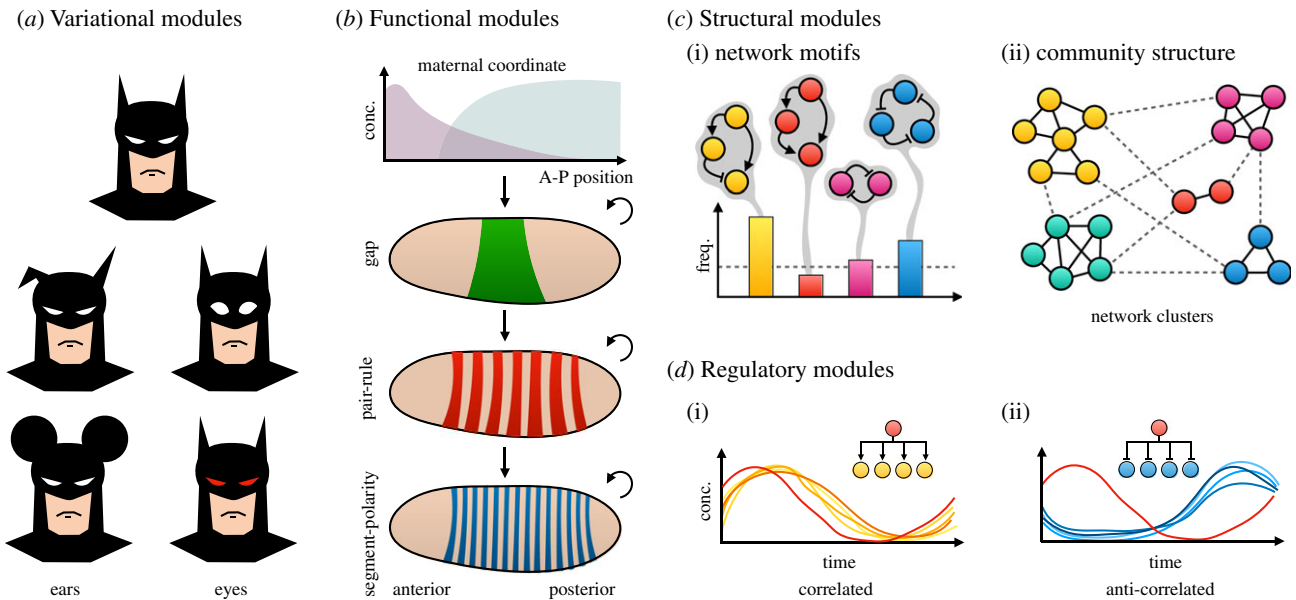 (a) Variational modules
ears
eyes
(b) Functional modules
maternal coordinate
conc.
A-P position
gap
pair-rule
segment-polarity
anterior
posterior
(c) Structural modules
(i) network motifs
freq.
(ii) community structure
network clusters
(d) Regulatory modules
(i)
conc.
time
correlated
(ii)
time
anti-correlated